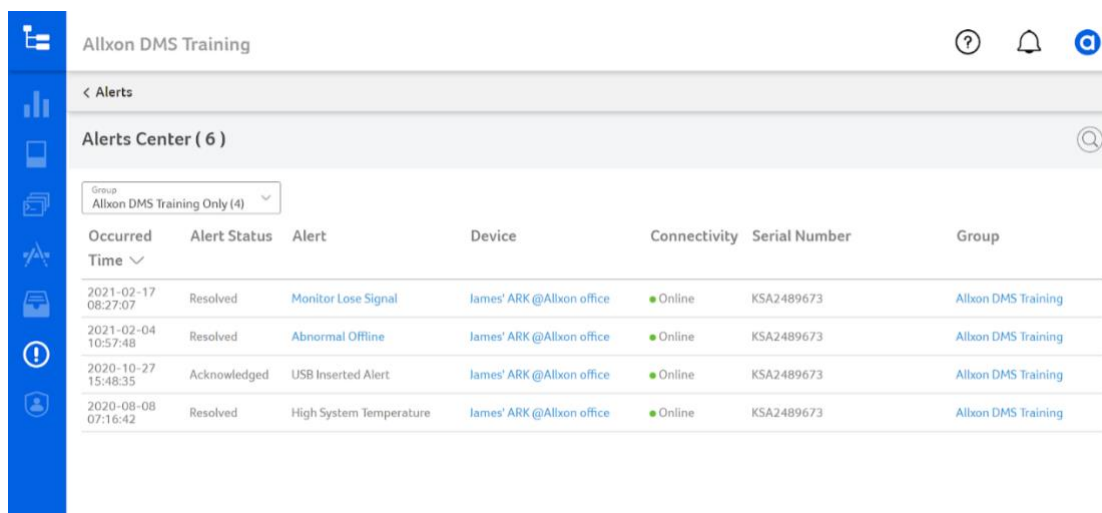 Allxon DMS Training
Alerts
Alerts Center ( 6 )
Group
Allxon DMS Training Only (4)
Occurred Time Alert Status Alert Device Connectivity Serial Number Group
2021-02-17 08:27:07 Resolved Monitor Lose Signal James' ARK @Allxon office Online KSA2489673 Allxon DMS Training
2021-02-04 10:57:48 Resolved Abnormal Offline James' ARK @Allxon office Online KSA2489673 Allxon DMS Training
2020-10-27 15:48:35 Acknowledged USB Inserted Alert James' ARK @Allxon office Online KSA2489673 Allxon DMS Training
2020-08-08 07:16:42 Resolved High System Temperature James' ARK @Allxon office Online KSA2489673 Allxon DMS Training